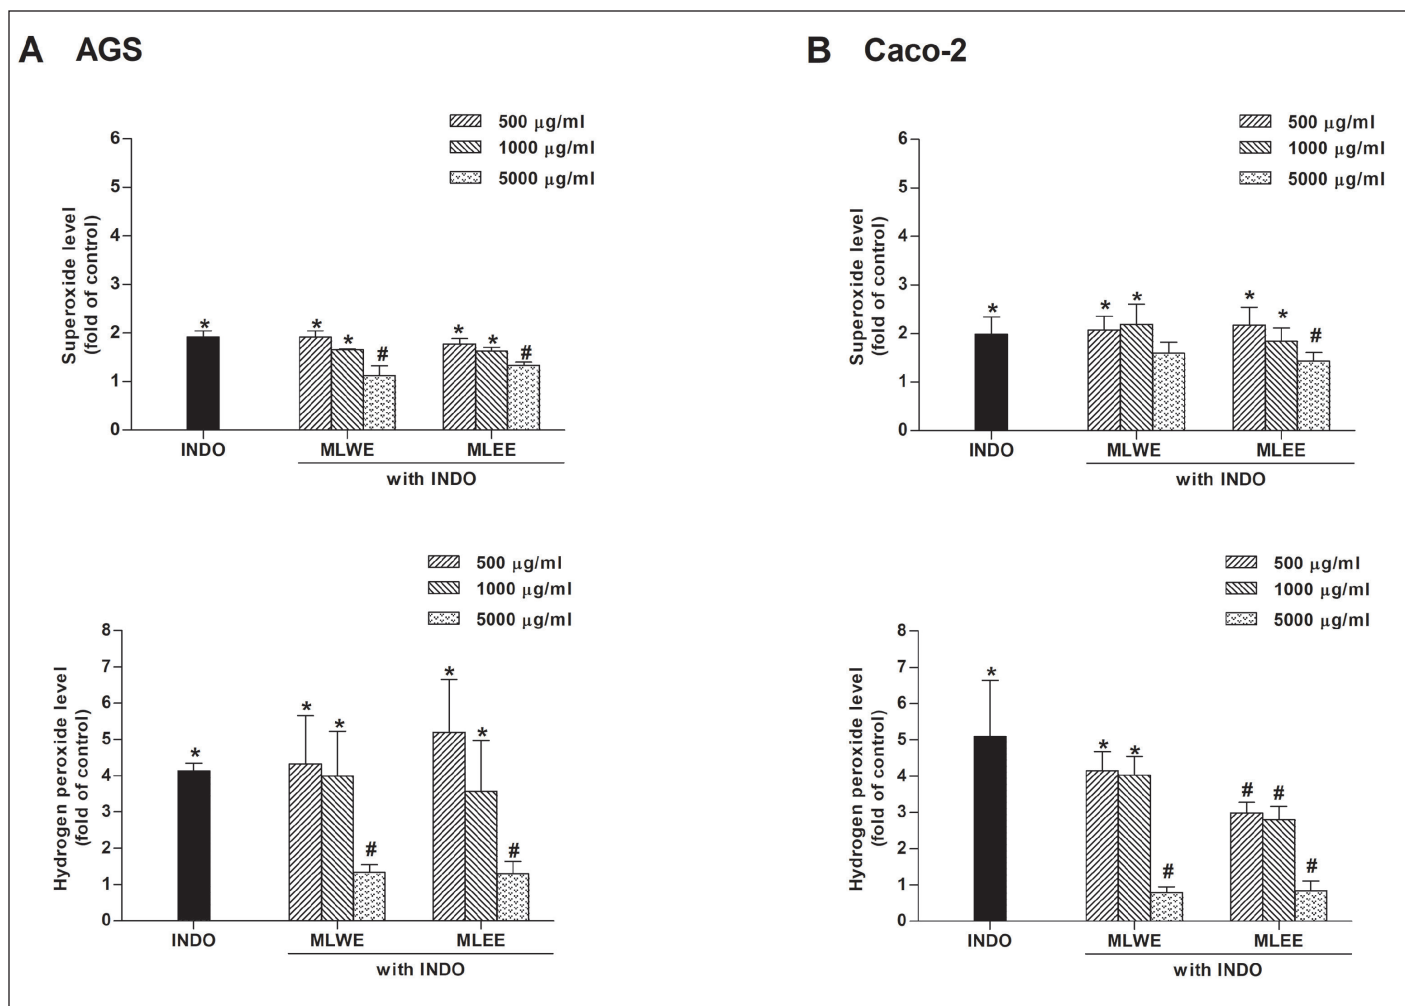 A AGS
500 µg/ml
1000 µg/ml
5000 µg/ml
Superoxide level
(fold of control)
6
5
4
3
2
1
0
*
*
*
#
*
*
#
INDO MLWE MLEE
with INDO
B Caco-2
500 µg/ml
1000 µg/ml
5000 µg/ml
Superoxide level
(fold of control)
6
5
4
3
2
1
0
*
*
*
*
*
#
INDO MLWE MLEE
with INDO
500 µg/ml
1000 µg/ml
5000 µg/ml
Hydrogen peroxide level
(fold of control)
8
7
6
5
4
3
2
1
0
*
*
*
#
*
*
#
INDO MLWE MLEE
with INDO
500 µg/ml
1000 µg/ml
5000 µg/ml
Hydrogen peroxide level
(fold of control)
8
7
6
5
4
3
2
1
0
*
*
*
#
#
#
#
INDO MLWE MLEE
with INDO